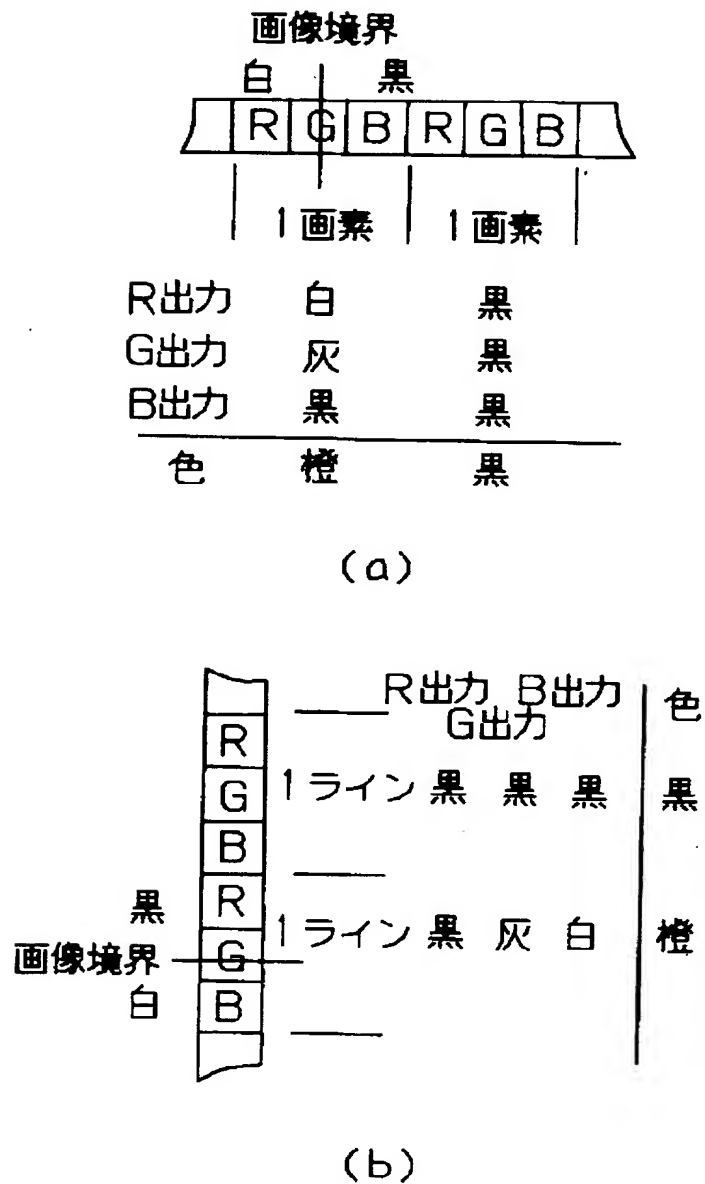 画像境界
白 黒
R G B R G B
1画素 1画素
R出力 白 黒
G出力 灰 黒
B出力 黒 黒
色 橙 黒
(a)
R出力 B出力 色
G出力
R
G 1ライン 黒 黒 黒 黒
B
黒 R
1ライン 黒 灰 白 橙
画像境界 G
白 B
(b)